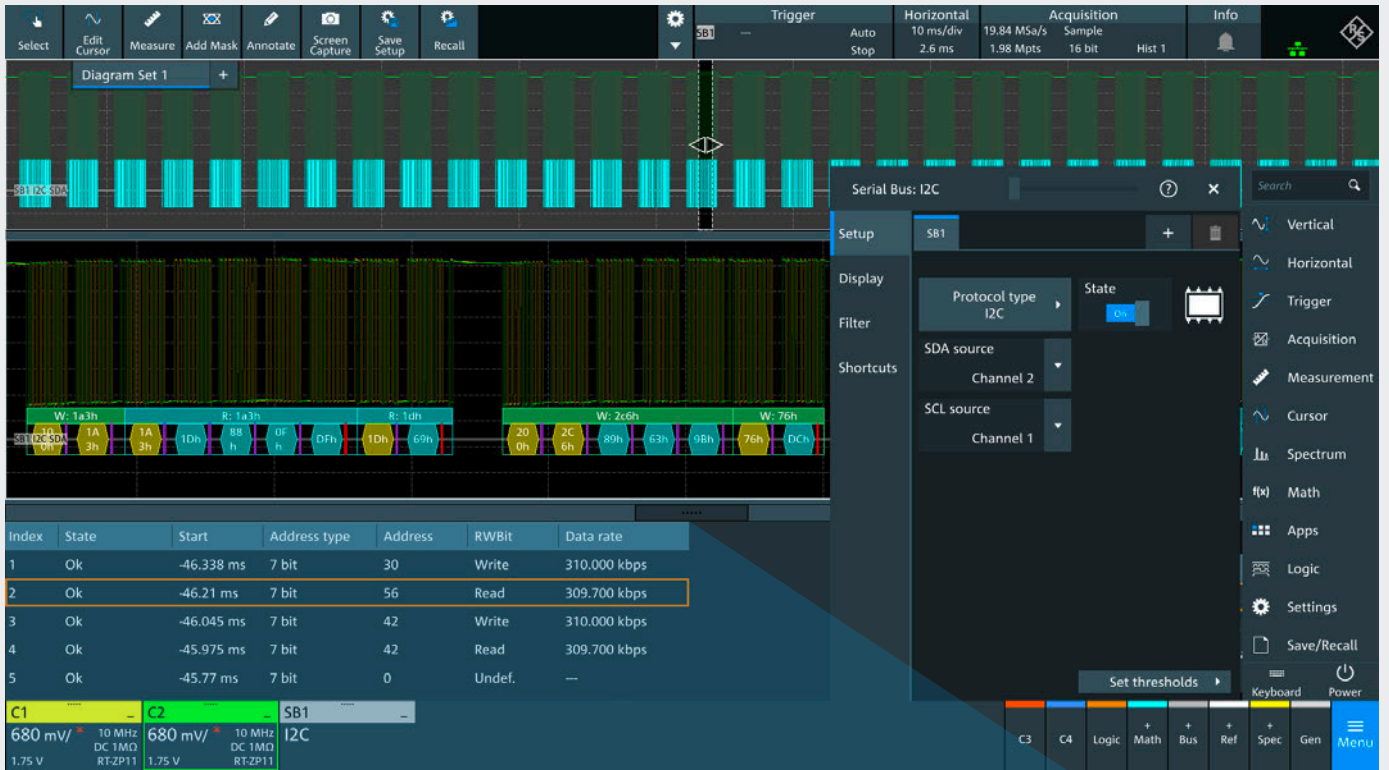 Select
Edit
Cursor
Measure
Add Mask
Annotate
Screen
Capture
Save
Setup
Recall
SB1
Trigger
—
Auto
Stop
Horizontal
10 ms/div
2.6 ms
Acquisition
19.84 MSa/s
Sample
1.98 Mpts
16 bit
Hist 1
Info
R&S
Diagram Set 1
+
SB1 I2C SDA
W: 1a3h
R: 1a3h
R: 1dh
W: 2c6h
W: 76h
SB1 I2C SDA
10
0h
1A
3h
1A
3h
1Dh
88
h
0F
h
DFh
1Dh
69h
20
0h
2C
6h
89h
63h
9Bh
76h
DCh
Index State Start Address type Address RWBit Data rate
1 Ok -46.338 ms 7 bit 30 Write 310.000 kbps
2 Ok -46.21 ms 7 bit 56 Read 309.700 kbps
3 Ok -46.045 ms 7 bit 42 Write 310.000 kbps
4 Ok -45.975 ms 7 bit 42 Read 309.700 kbps
5 Ok -45.77 ms 7 bit 0 Undef. ---
Serial Bus: I2C
?
×
Setup
Display
Filter
Shortcuts
SB1
+
Protocol type
I2C
State
On
SDA source
Channel 2
SCL source
Channel 1
Set thresholds
Search
Vertical
Horizontal
Trigger
Acquisition
Measurement
Cursor
Spectrum
f(x) Math
Apps
Logic
Settings
Save/Recall
Keyboard
Power
C1
680 mV/
10 MHz
DC 1MΩ
1.75 V
RT-ZP11
C2
680 mV/
10 MHz
DC 1MΩ
1.75 V
RT-ZP11
SB1
I2C
C3
C4
Logic
+
Math
+
Bus
+
Ref
+
Spec
Gen
Menu